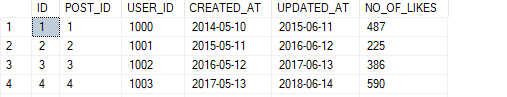 ID POST_ID USER_ID CREATED_AT UPDATED_AT NO_OF_LIKES
1 1 1 1000 2014-05-10 2015-06-11 487
2 2 2 1001 2015-05-11 2016-06-12 225
3 3 3 1002 2016-05-12 2017-06-13 386
4 4 4 1003 2017-05-13 2018-06-14 590